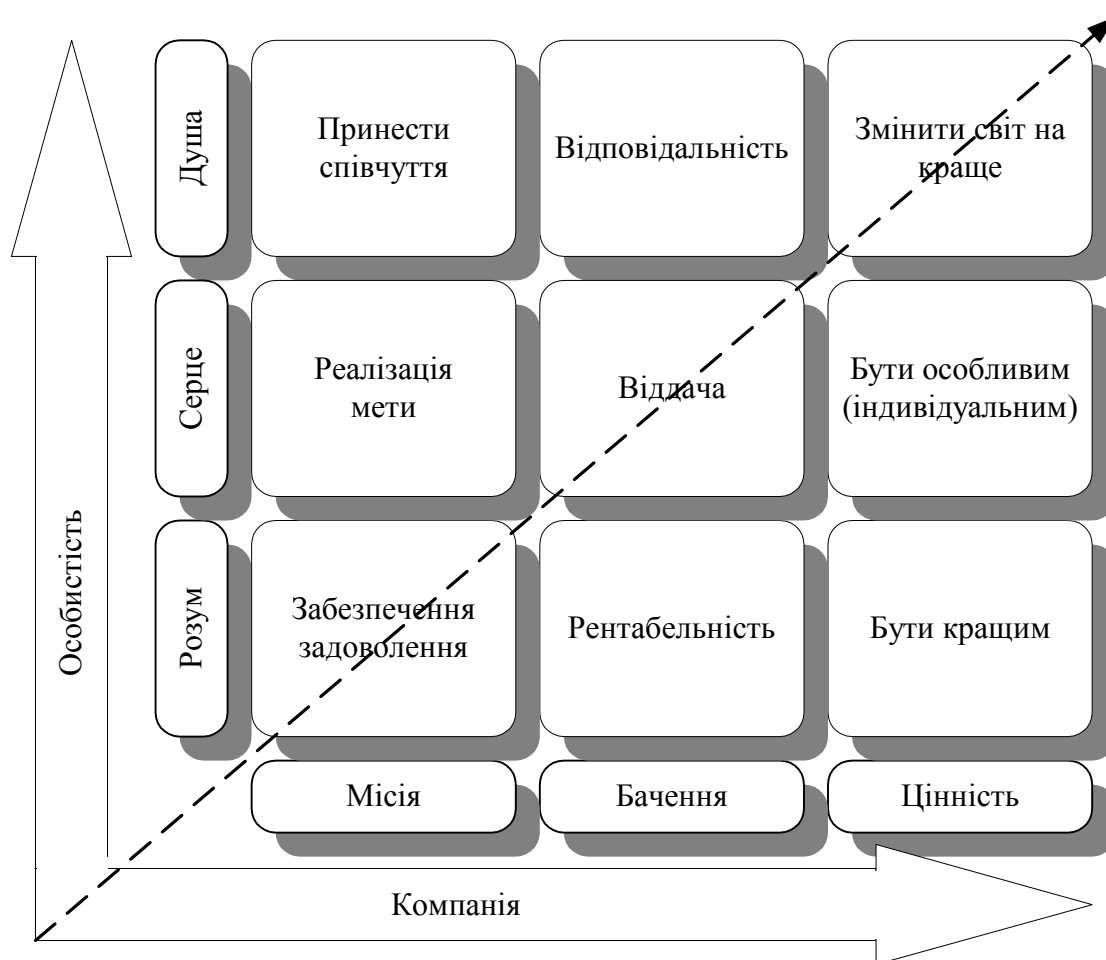 Душа
Принести
співчуття
Відповідальність
Змінити світ на
краще
Серце
Реалізація
мети
Віддача
Бути особливим
(індивідуальним)
Особистість
Розум
Забезпечення
задоволення
Рентабельність
Бути кращим
Місія
Бачення
Цінність
Компанія